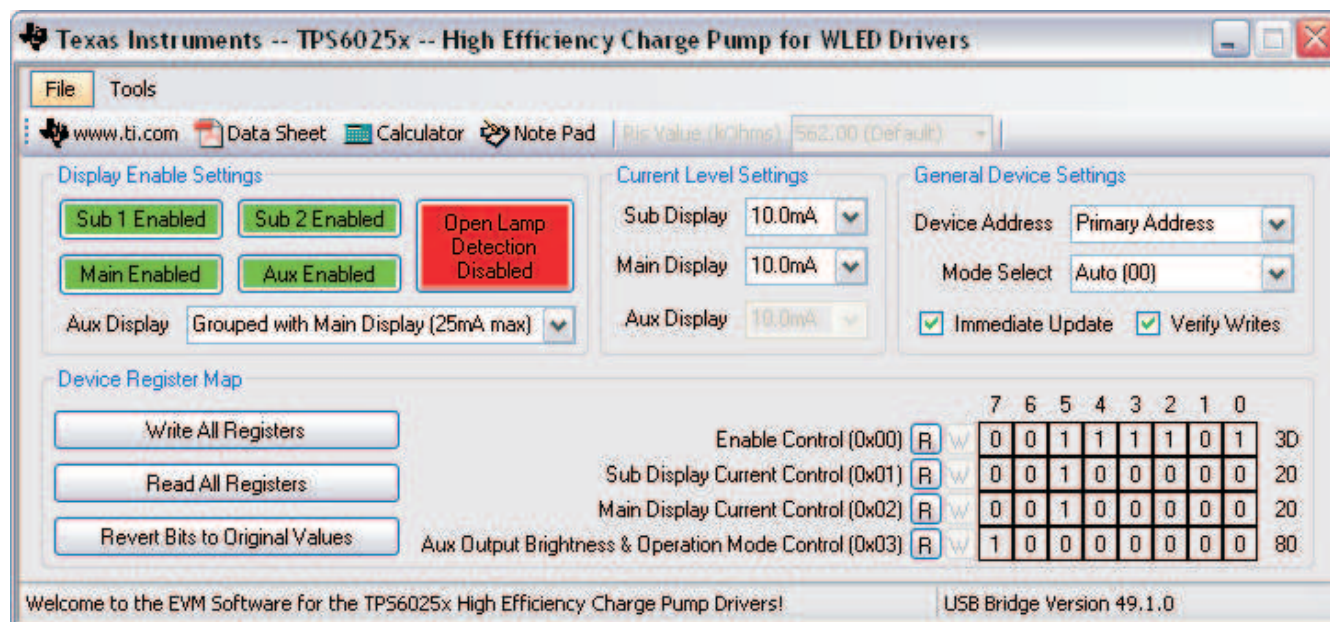 Texas Instruments -- TPS6025x -- High Efficiency Charge Pump for WLED Drivers
File Tools
www.ti.com Data Sheet Calculator Note Pad Ris Value (kOhms) 562.00 (Default)
Display Enable Settings
Sub 1 Enabled Sub 2 Enabled
Open Lamp
Detection
Disabled
Main Enabled Aux Enabled
Aux Display Grouped with Main Display (25mA max)
Current Level Settings
Sub Display 10.0mA
Main Display 10.0mA
Aux Display 10.0mA
General Device Settings
Device Address Primary Address
Mode Select Auto (00)
Immediate Update Verify Writes
Device Register Map
Write All Registers
Read All Registers
Revert Bits to Original Values
7 6 5 4 3 2 1 0
Enable Control (0x00) R W 0 0 1 1 1 1 0 1 3D
Sub Display Current Control (0x01) R W 0 0 1 0 0 0 0 0 20
Main Display Current Control (0x02) R W 0 0 1 0 0 0 0 0 20
Aux Output Brightness & Operation Mode Control (0x03) R W 1 0 0 0 0 0 0 0 80
Welcome to the EVM Software for the TPS6025x High Efficiency Charge Pump Drivers! USB Bridge Version 49.1.0